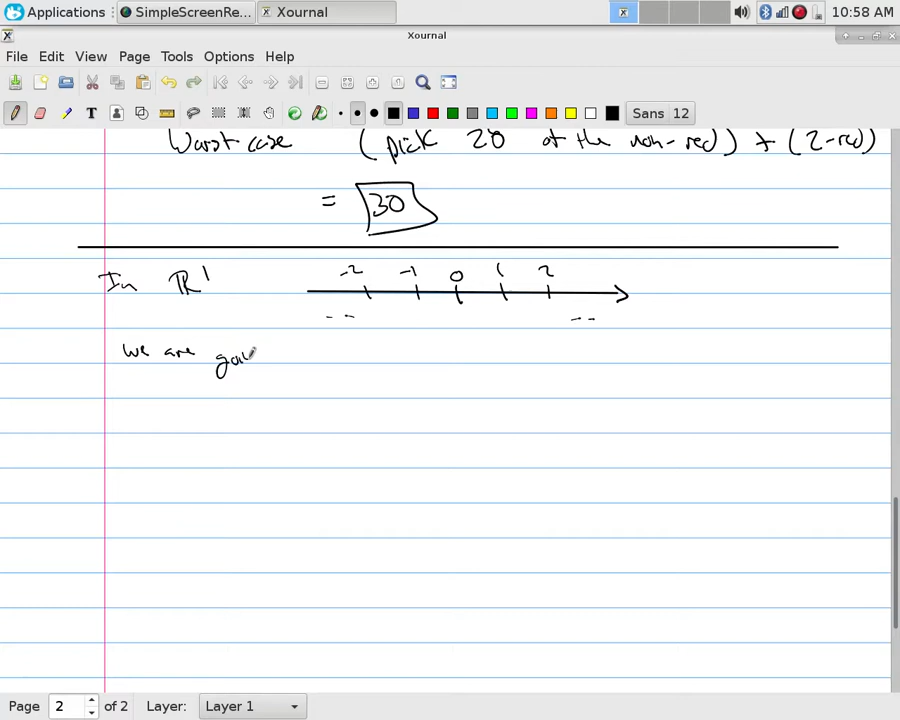 Applications SimpleScreenRe... Xournal 10:58 AM
Xournal
File Edit View Page Tools Options Help
Sans 12
Worst case (pick 28 of the non-red) + (2-red)
= 30
In ℝ¹ -2 -1 0 1 2
we are
Page 2 of 2 Layer: Layer 1